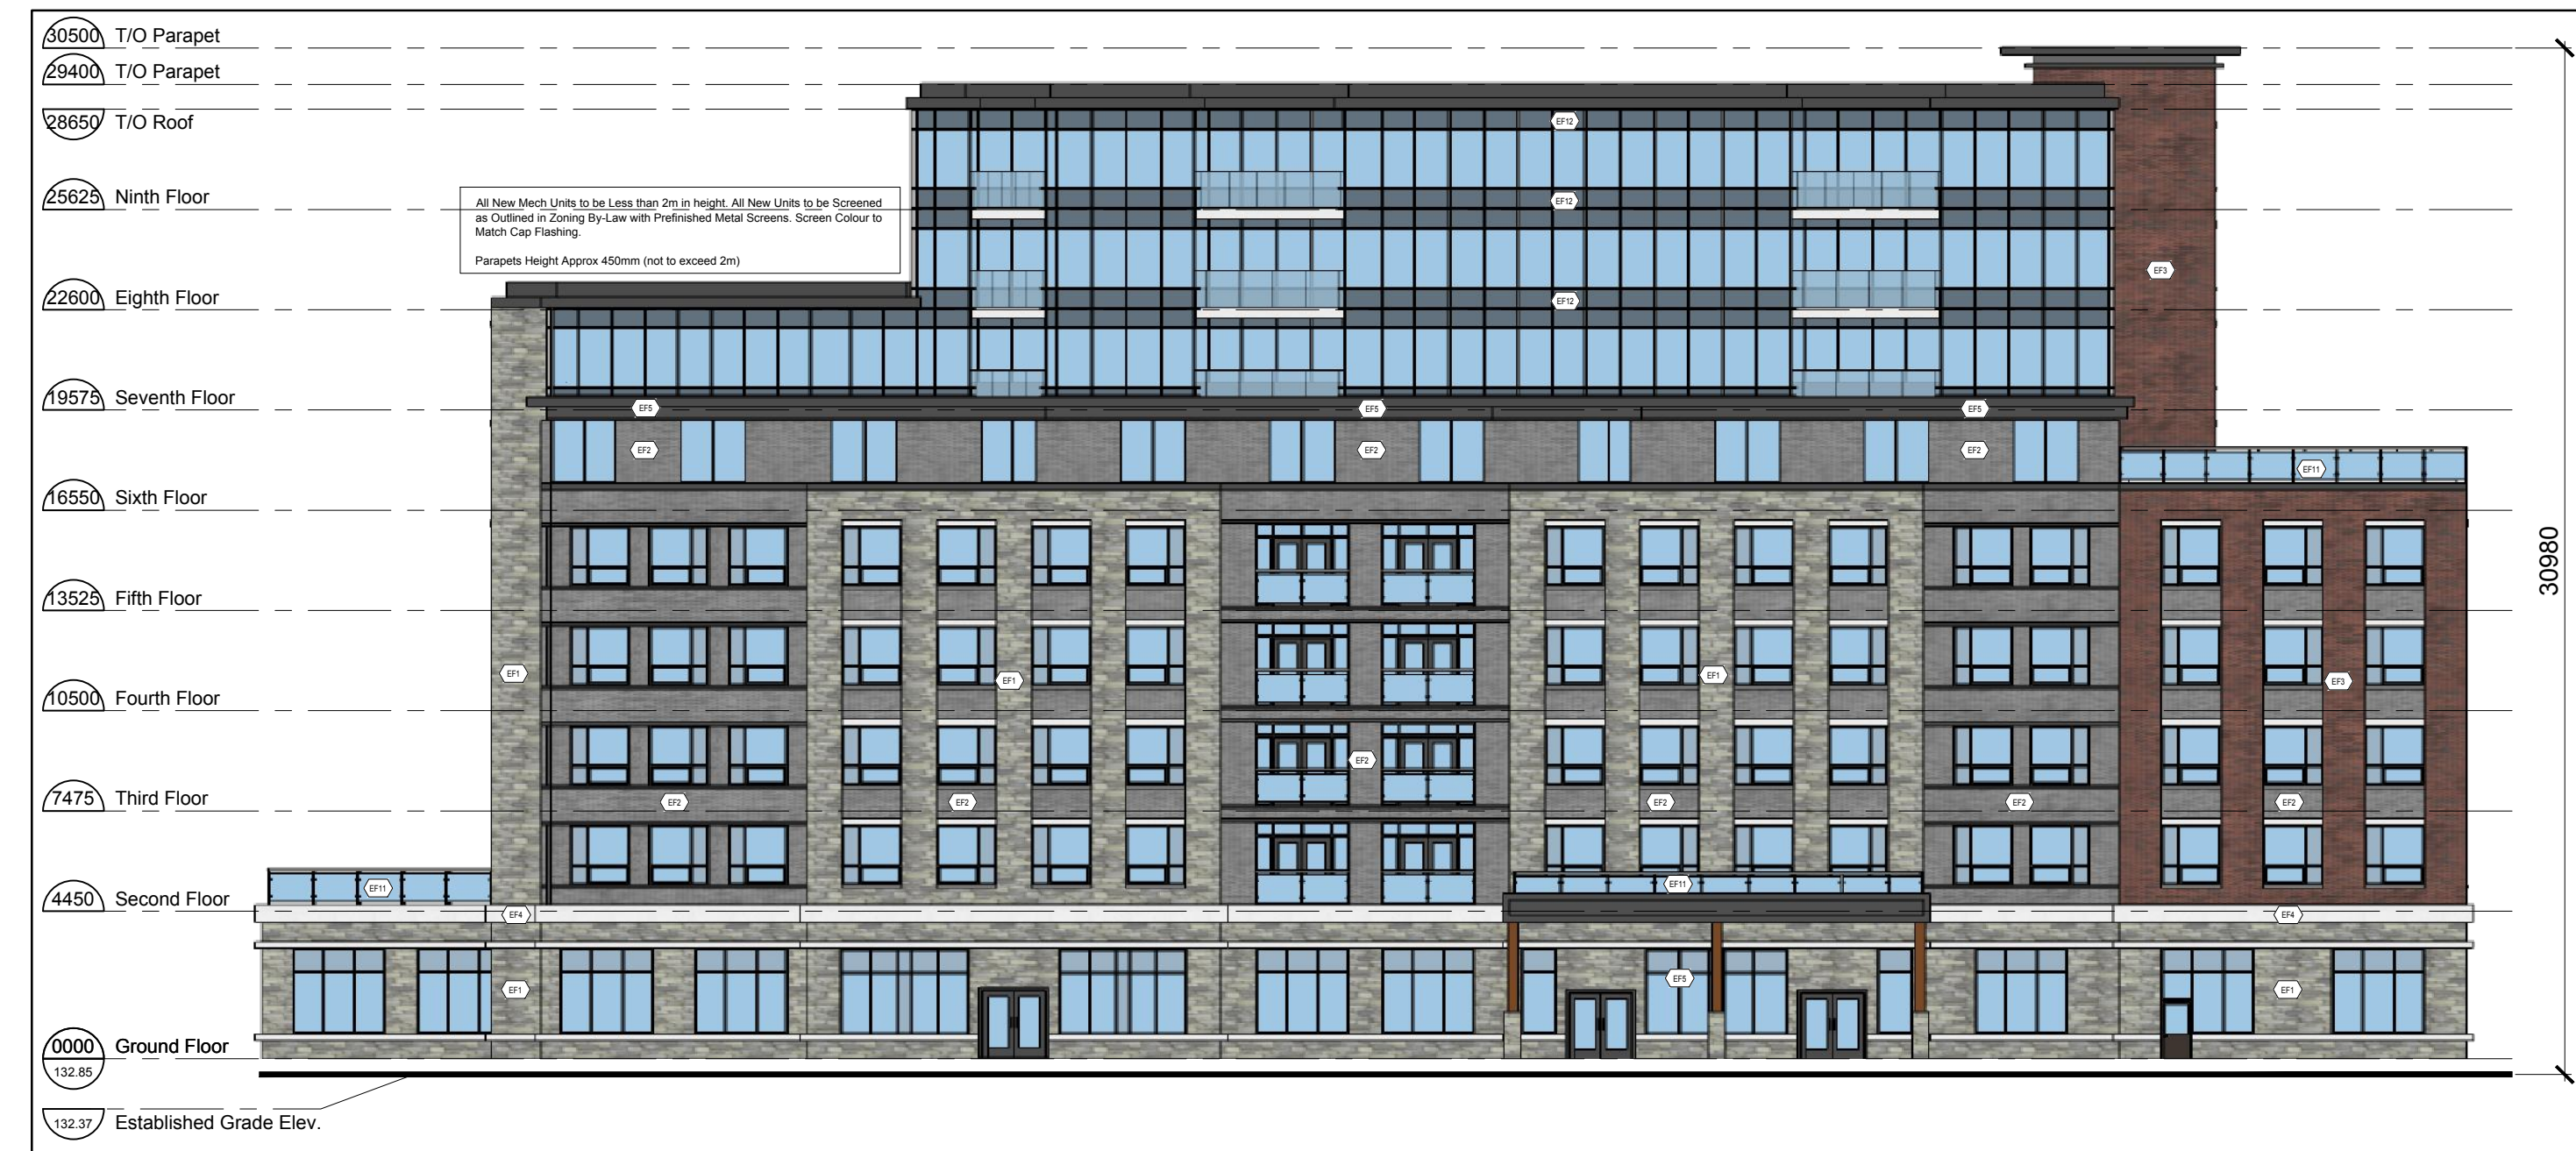 30500 T/O Parapet
29400 T/O Parapet
28650 T/O Roof
EF12
25625 Ninth Floor
All New Mech Units to be Less than 2m in height. All New Units to be Screened
as Outlined in Zoning By-Law with Prefinished Metal Screens. Screen Colour to
Match Cap Flashing.
Parapets Height Approx 450mm (not to exceed 2m)
EF12
EF3
22600 Eighth Floor
EF12
19575 Seventh Floor
EF5 EF5 EF5
EF2 EF2 EF2
EF11
16550 Sixth Floor
30980
13525 Fifth Floor
EF1 EF1 EF1 EF3
10500 Fourth Floor
EF2
7475 Third Floor
EF2 EF2 EF2 EF2 EF2
4450 Second Floor
EF11 EF11
EF4 EF4
EF5
EF1 EF1
0000 Ground Floor
132.85
132.37 Established Grade Elev.